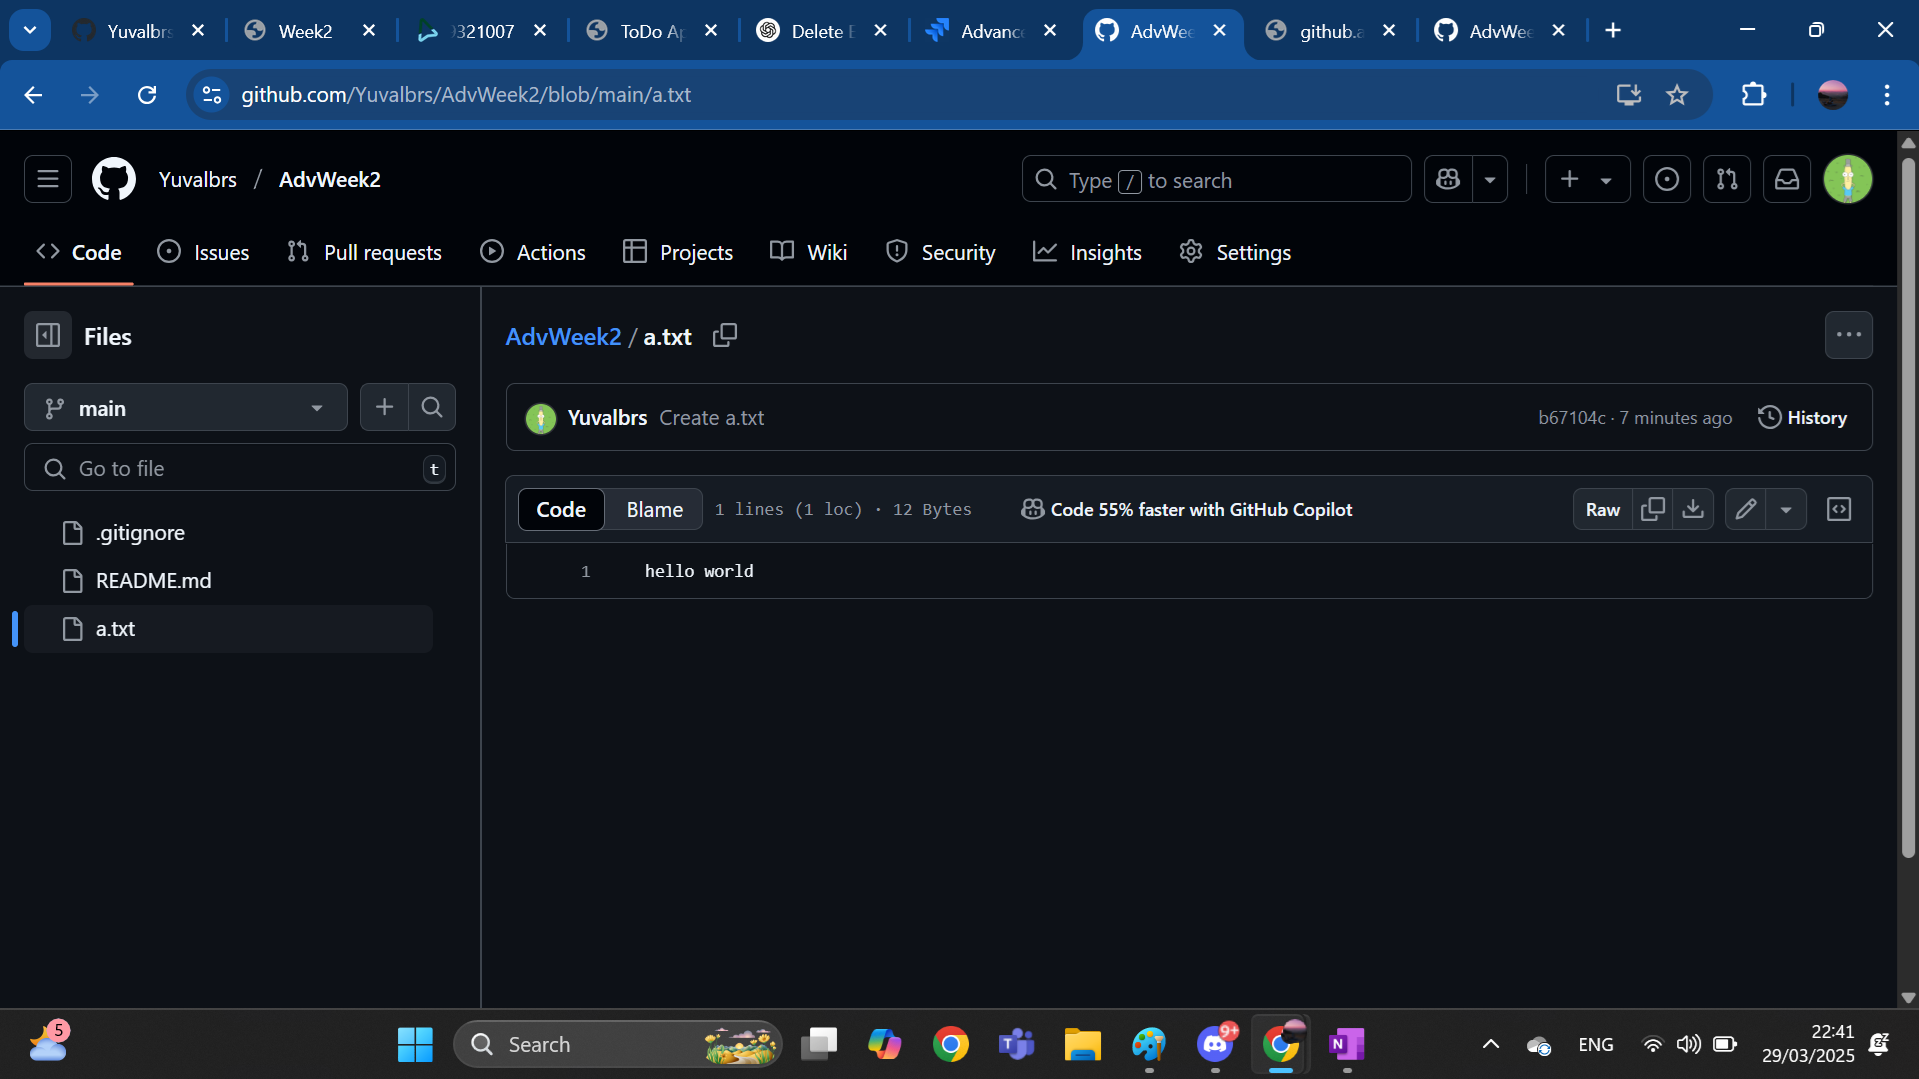 Yuvalbrs
Week2
9321007
ToDo Ap
Delete E
Advanc
AdvWee
github.a
AdvWee
github.com/Yuvalbrs/AdvWeek2/blob/main/a.txt
Yuvalbrs / AdvWeek2
Type / to search
Code
Issues
Pull requests
Actions
Projects
Wiki
Security
Insights
Settings
Files
main
Go to file
t
.gitignore
README.md
a.txt
AdvWeek2 / a.txt
Yuvalbrs Create a.txt
b67104c · 7 minutes ago
History
Code
Blame
1 lines (1 loc) · 12 Bytes
Code 55% faster with GitHub Copilot
Raw
1 hello world
5
Search
T
9+
N
ENG
22:41
29/03/2025